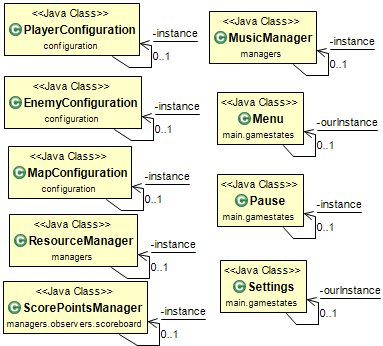 <<Java Class>>
PlayerConfiguration
configuration
-instance
0..1
<<Java Class>>
EnemyConfiguration
configuration
-instance
0..1
<<Java Class>>
MapConfiguration
configuration
-instance
0..1
<<Java Class>>
ResourceManager
managers
-instance
0..1
<<Java Class>>
ScorePointsManager
managers.observers.scoreboard
-instance
0..1
<<Java Class>>
MusicManager
managers
-instance
0..1
<<Java Class>>
Menu
main.gamestates
-ourInstance
0..1
<<Java Class>>
Pause
main.gamestates
-instance
0..1
<<Java Class>>
Settings
main.gamestates
-ourInstance
0..1